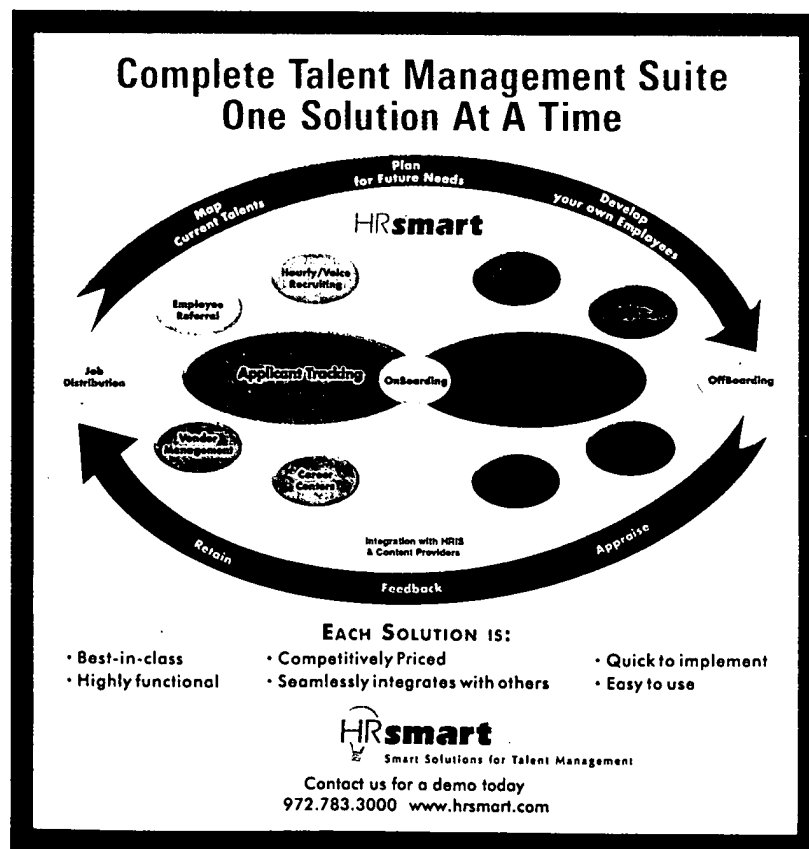 Complete Talent Management Suite
One Solution At A Time
Map
Current Talents
Plan
for Future Needs
Develop
your own Employees
HRsmart
Hourly/Voice
Recruiting
Employee
Referral
Job
Distribution
Applicant Tracking
OnBoarding
OffBoarding
Vendor
Management
Career
Centers
Integration with HRIS
& Content Providers
Retain
Feedback
Appraise
EACH SOLUTION IS:
• Best-in-class
• Highly functional
• Competitively Priced
• Seamlessly integrates with others
• Quick to implement
• Easy to use
HRsmart
Smart Solutions for Talent Management
Contact us for a demo today
972.783.3000 www.hrsmart.com